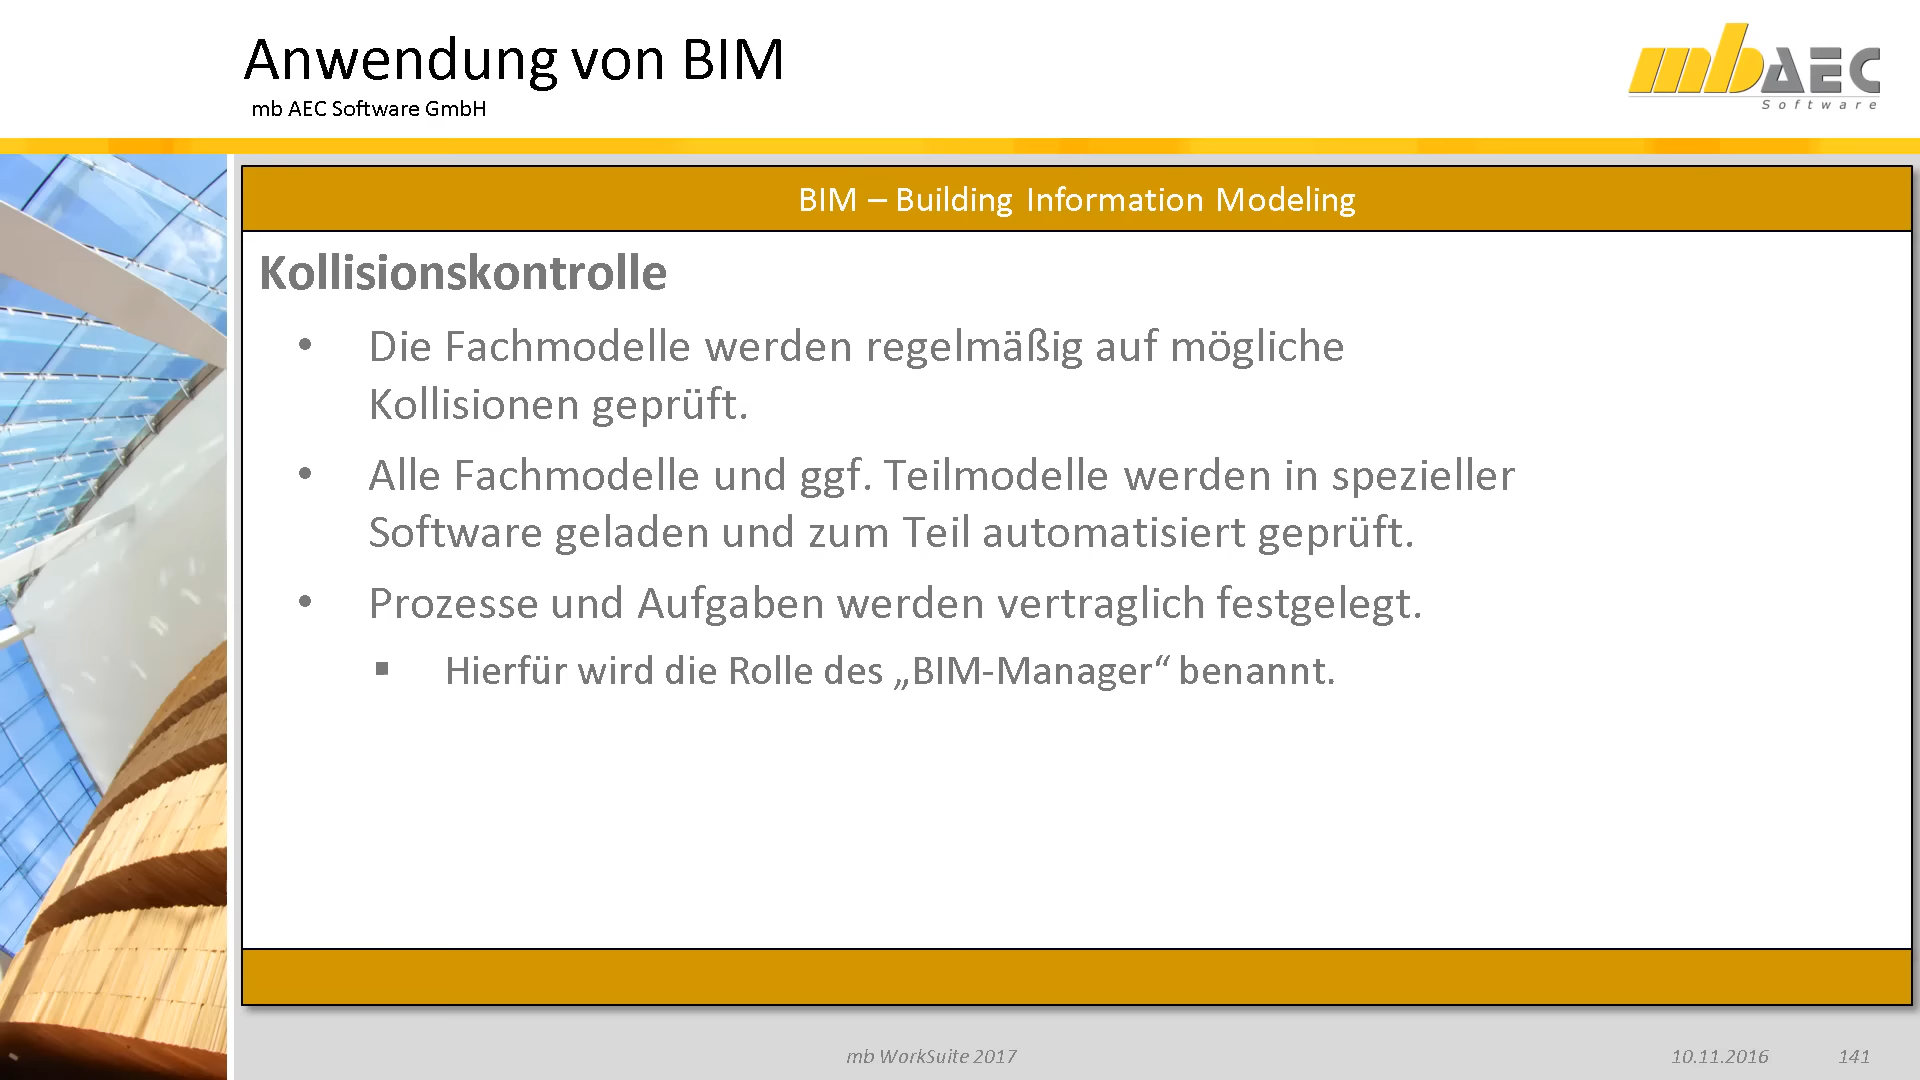 Anwendung von BIM
mb AEC Software GmbH
mbAEC
Software
BIM – Building Information Modeling
Kollisionskontrolle
• Die Fachmodelle werden regelmäßig auf mögliche
Kollisionen geprüft.
• Alle Fachmodelle und ggf. Teilmodelle werden in spezieller
Software geladen und zum Teil automatisiert geprüft.
• Prozesse und Aufgaben werden vertraglich festgelegt.
▪ Hierfür wird die Rolle des „BIM-Manager“ benannt.
mb WorkSuite 2017
10.11.2016
141